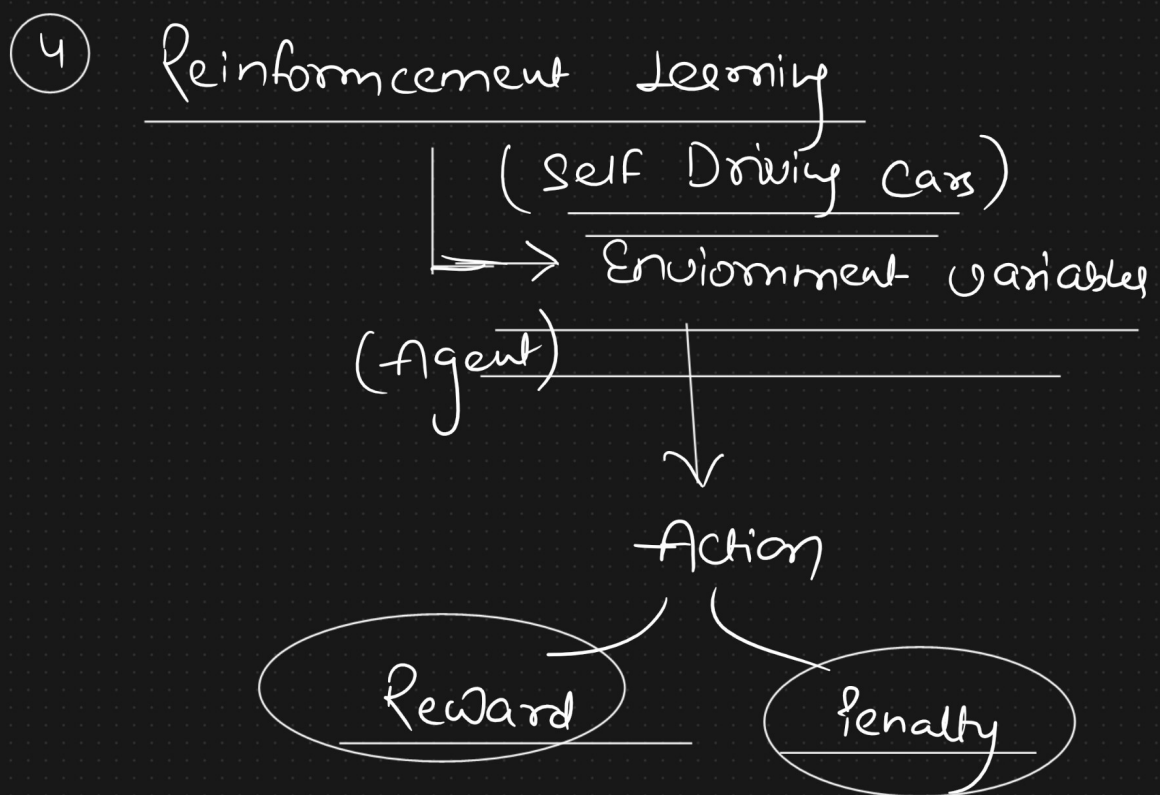 4 Reinformcement Learning
(Self Driving Cars)
Enviornment variables
(Agent)
Action
Reward
Penalty